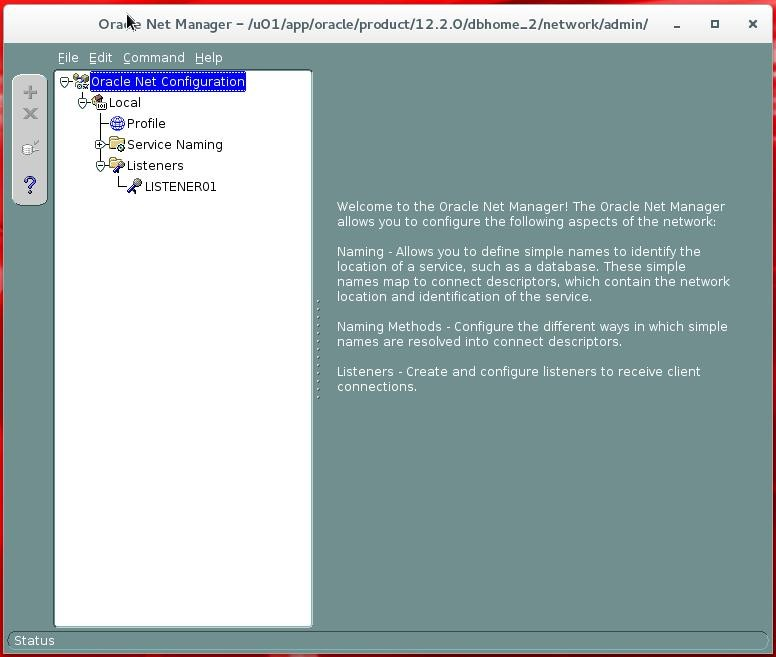 Oracle Net Manager – /u01/app/oracle/product/12.2.0/dbhome_2/network/admin/
File Edit Command Help
Oracle Net Configuration
Local
Profile
Service Naming
Listeners
LISTENER01
Welcome to the Oracle Net Manager! The Oracle Net Manager
allows you to configure the following aspects of the network:
Naming - Allows you to define simple names to identify the
location of a service, such as a database. These simple
names map to connect descriptors, which contain the network
location and identification of the service.
Naming Methods - Configure the different ways in which simple
names are resolved into connect descriptors.
Listeners - Create and configure listeners to receive client
connections.
Status